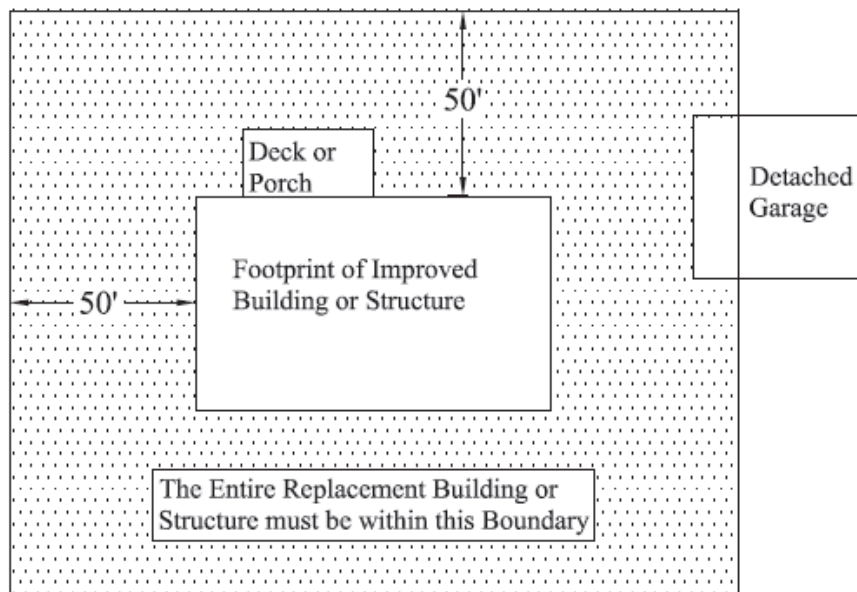 50'
Deck or
Porch
Detached
Garage
Footprint of Improved
Building or Structure
50'
The Entire Replacement Building or
Structure must be within this Boundary